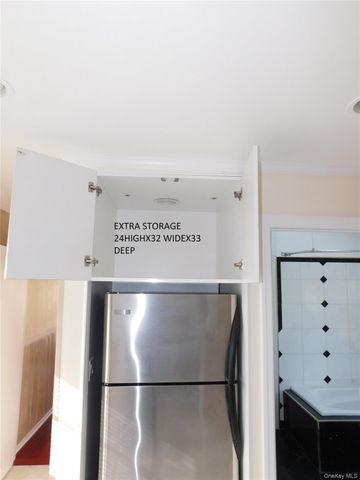 EXTRA STORAGE
24HIGHX32 WIDEX33
DEEP
OneKey MLS